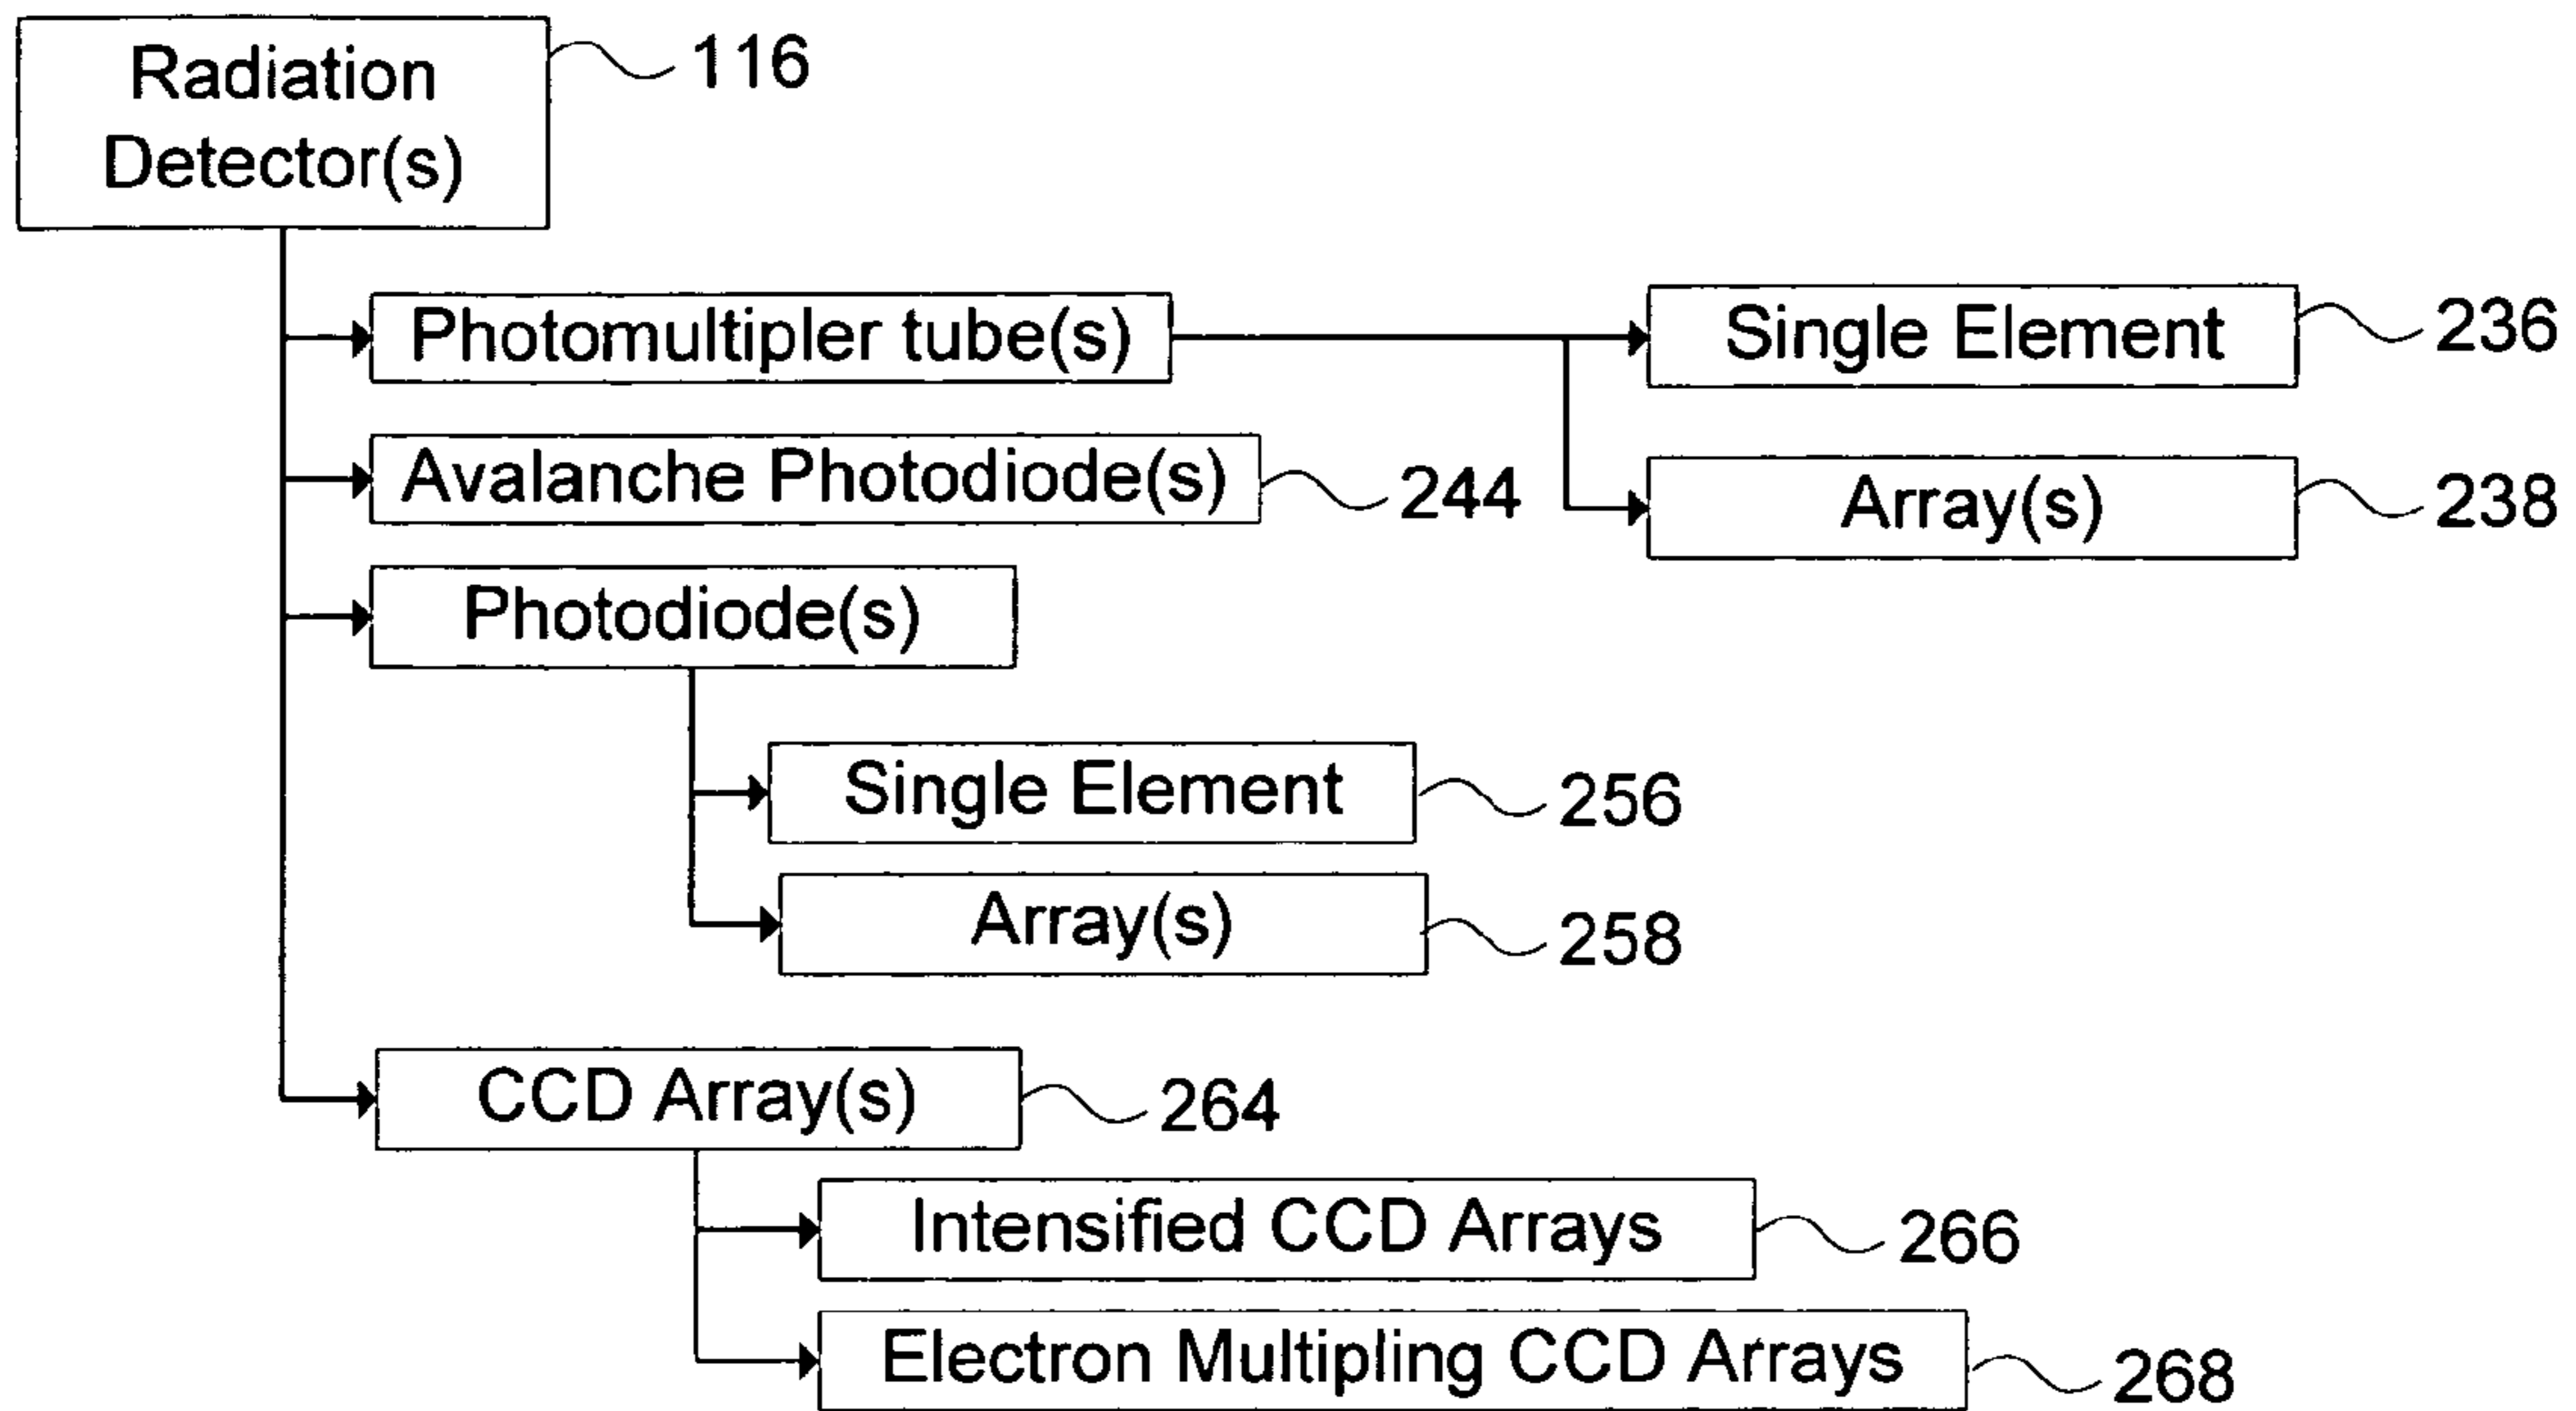 Radiation
Detector(s)
116
Photomultipler tube(s)
Single Element
236
Avalanche Photodiode(s)
244
Array(s)
238
Photodiode(s)
Single Element
256
Array(s)
258
CCD Array(s)
264
Intensified CCD Arrays
266
Electron Multipling CCD Arrays
268